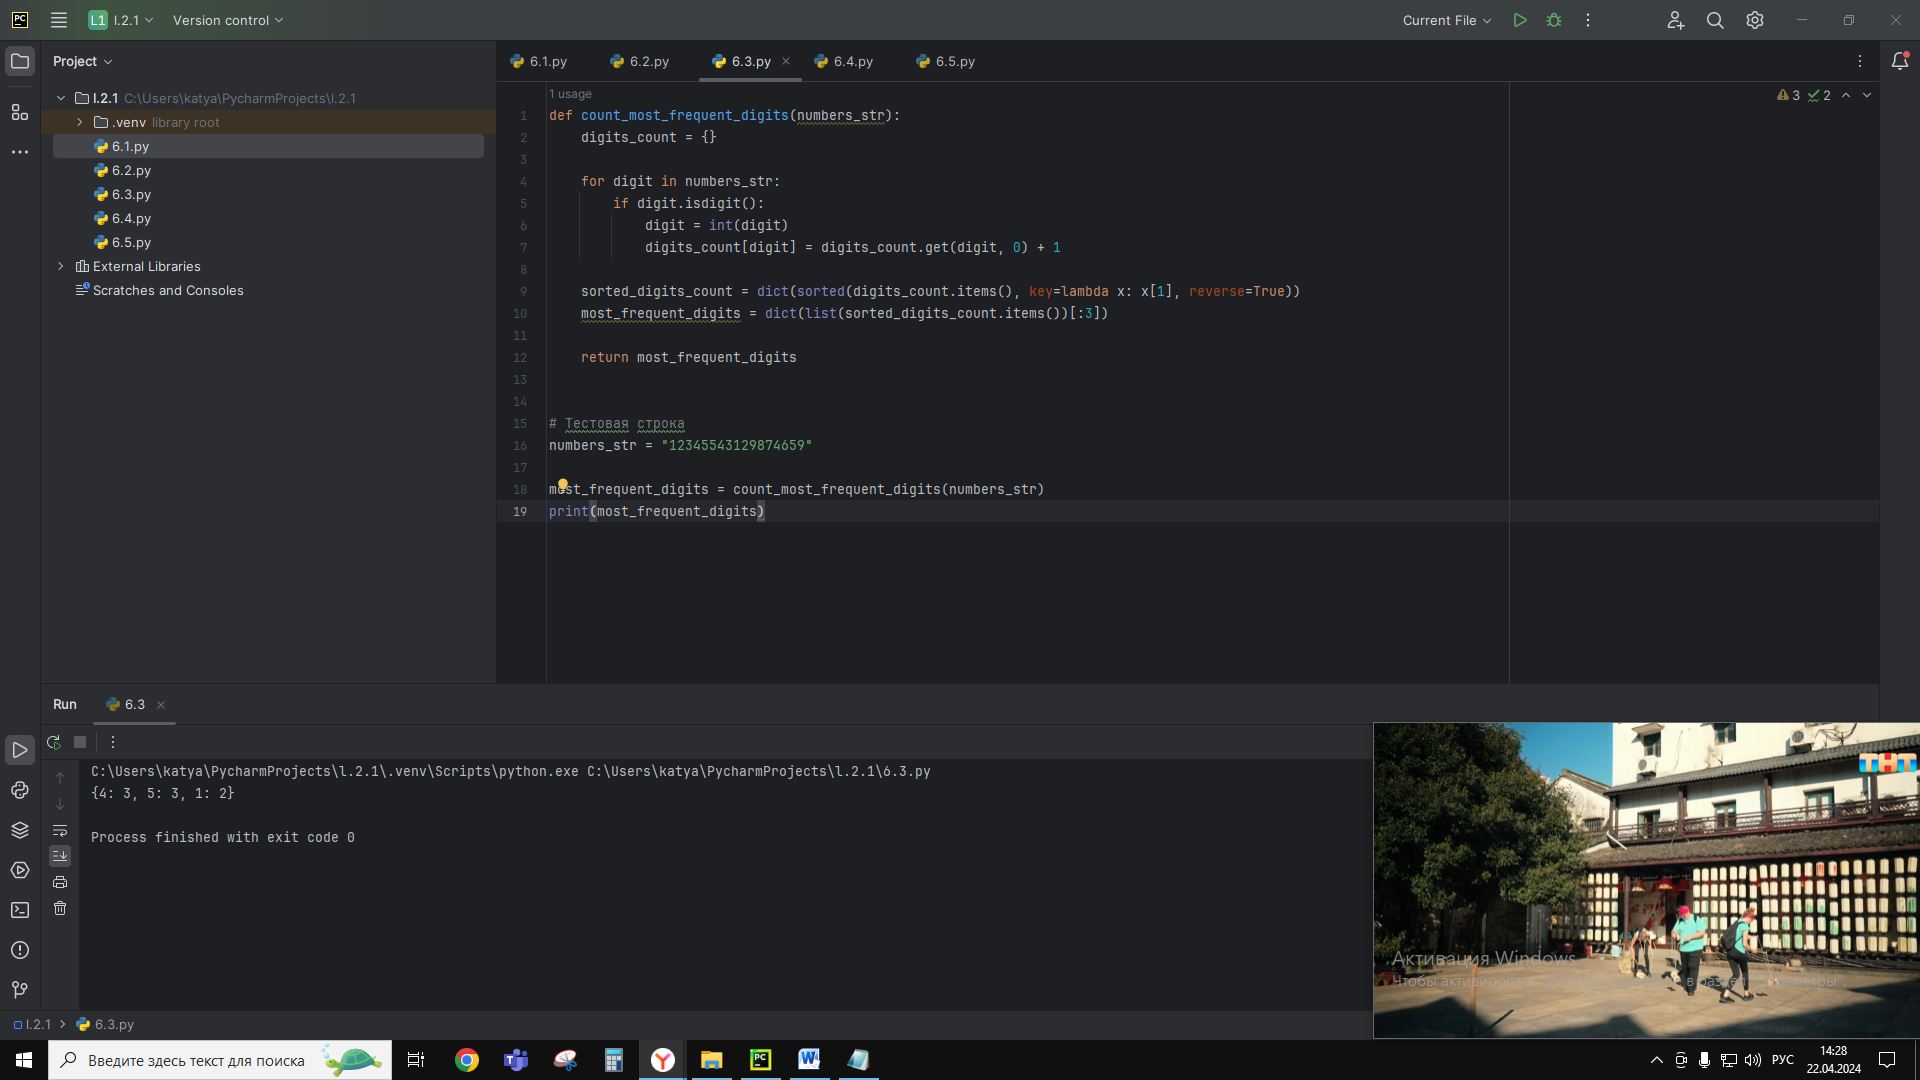 PC
L1 l.2.1
Version control
Current File
Project
6.1.py
6.2.py
6.3.py
6.4.py
6.5.py
l.2.1 C:\Users\katya\PycharmProjects\l.2.1
.venv library root
6.1.py
6.2.py
6.3.py
6.4.py
6.5.py
External Libraries
Scratches and Consoles
1 usage
3 2
1 def count_most_frequent_digits(numbers_str):
2 digits_count = {}
3
4 for digit in numbers_str:
5 if digit.isdigit():
6 digit = int(digit)
7 digits_count[digit] = digits_count.get(digit, 0) + 1
8
9 sorted_digits_count = dict(sorted(digits_count.items(), key=lambda x: x[1], reverse=True))
10 most_frequent_digits = dict(list(sorted_digits_count.items())[:3])
11
12 return most_frequent_digits
13
14
15 # Тестовая строка
16 numbers_str = "12345543129874659"
17
18 most_frequent_digits = count_most_frequent_digits(numbers_str)
19 print(most_frequent_digits)
Run
6.3
C:\Users\katya\PycharmProjects\l.2.1\.venv\Scripts\python.exe C:\Users\katya\PycharmProjects\l.2.1\6.3.py
{4: 3, 5: 3, 1: 2}
Process finished with exit code 0
ТНТ
Активация Windows
Чтобы активировать в раздел "Параметры".
l.2.1
6.3.py
Введите здесь текст для поиска
PC
W
РУС
14:28
22.04.2024